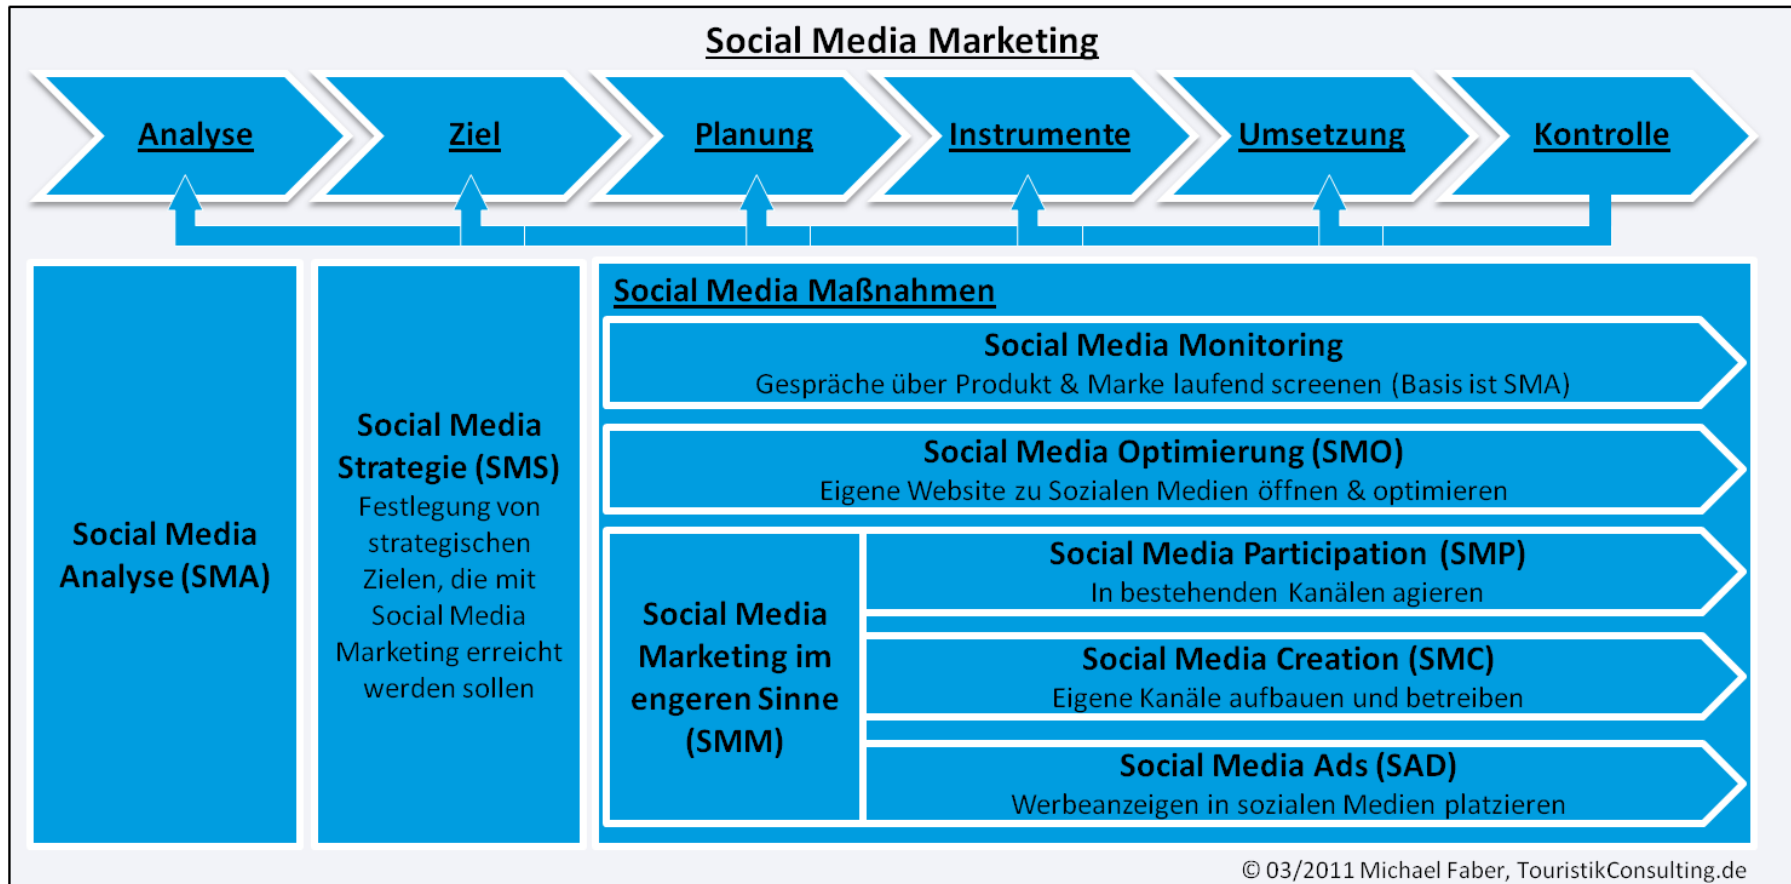 Social Media Marketing
Analyse
Ziel
Planung
Instrumente
Umsetzung
Kontrolle
Social Media
Analyse (SMA)
Social Media
Strategie (SMS)
Festlegung von
strategischen
Zielen, die mit
Social Media
Marketing erreicht
werden sollen
Social Media Maßnahmen
Social Media Monitoring
Gespräche über Produkt & Marke laufend screenen (Basis ist SMA)
Social Media Optimierung (SMO)
Eigene Website zu Sozialen Medien öffnen & optimieren
Social Media
Marketing im
engeren Sinne
(SMM)
Social Media Participation (SMP)
In bestehenden Kanälen agieren
Social Media Creation (SMC)
Eigene Kanäle aufbauen und betreiben
Social Media Ads (SAD)
Werbeanzeigen in sozialen Medien platzieren
© 03/2011 Michael Faber, TouristikConsulting.de